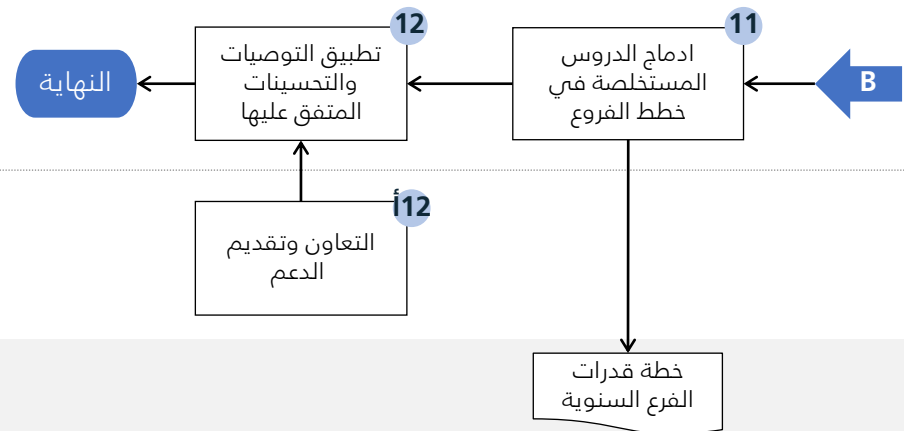 B
11
ادماج الدروس
المستخلصة في
خطط الفروع
12
تطبيق التوصيات
والتحسينات
المتفق عليها
النهاية
12أ
التعاون وتقديم
الدعم
خطة قدرات
الفرع السنوية